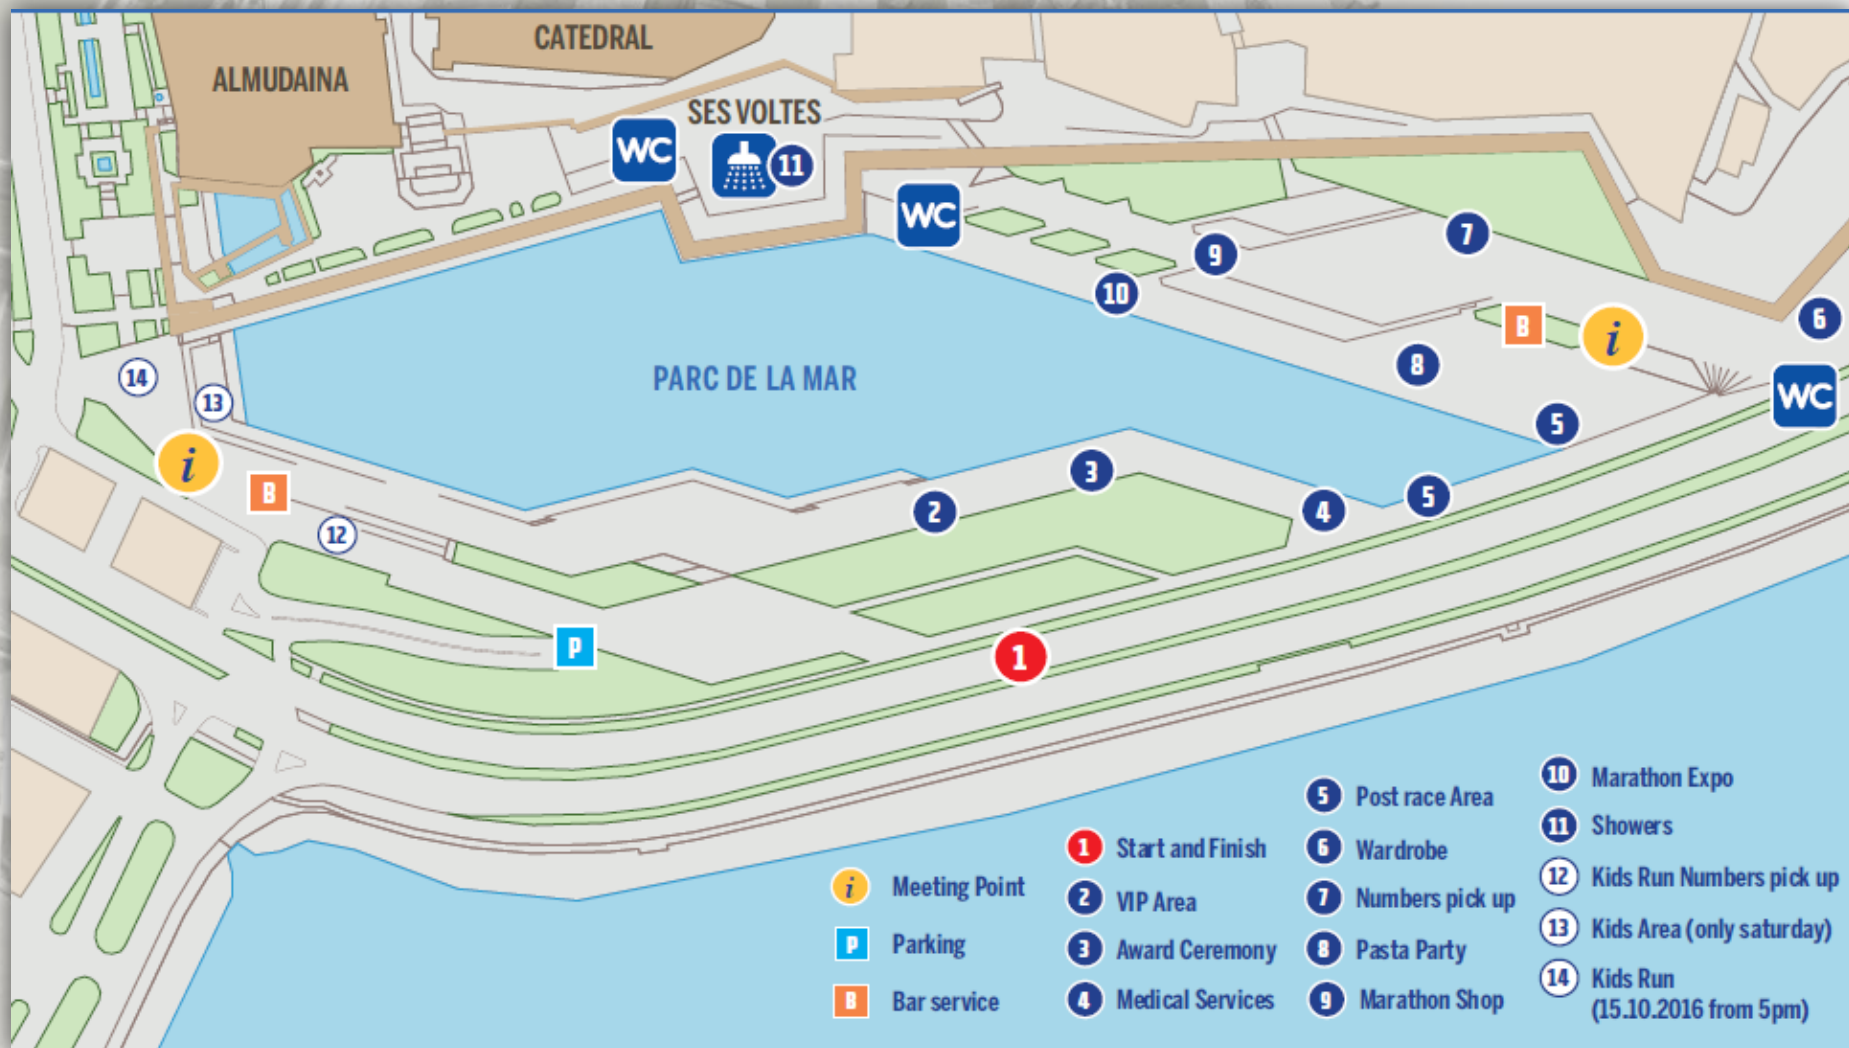 CATEDRAL
ALMUDAINA
SES VOLTES
WC
11
WC
7
9
10
6
B
i
8
PARC DE LA MAR
14
13
WC
5
i
3
B
5
2
4
12
P
1
i Meeting Point
P Parking
B Bar service
1 Start and Finish
2 VIP Area
3 Award Ceremony
4 Medical Services
5 Post race Area
6 Wardrobe
7 Numbers pick up
8 Pasta Party
9 Marathon Shop
10 Marathon Expo
11 Showers
12 Kids Run Numbers pick up
13 Kids Area (only saturday)
14 Kids Run
(15.10.2016 from 5pm)